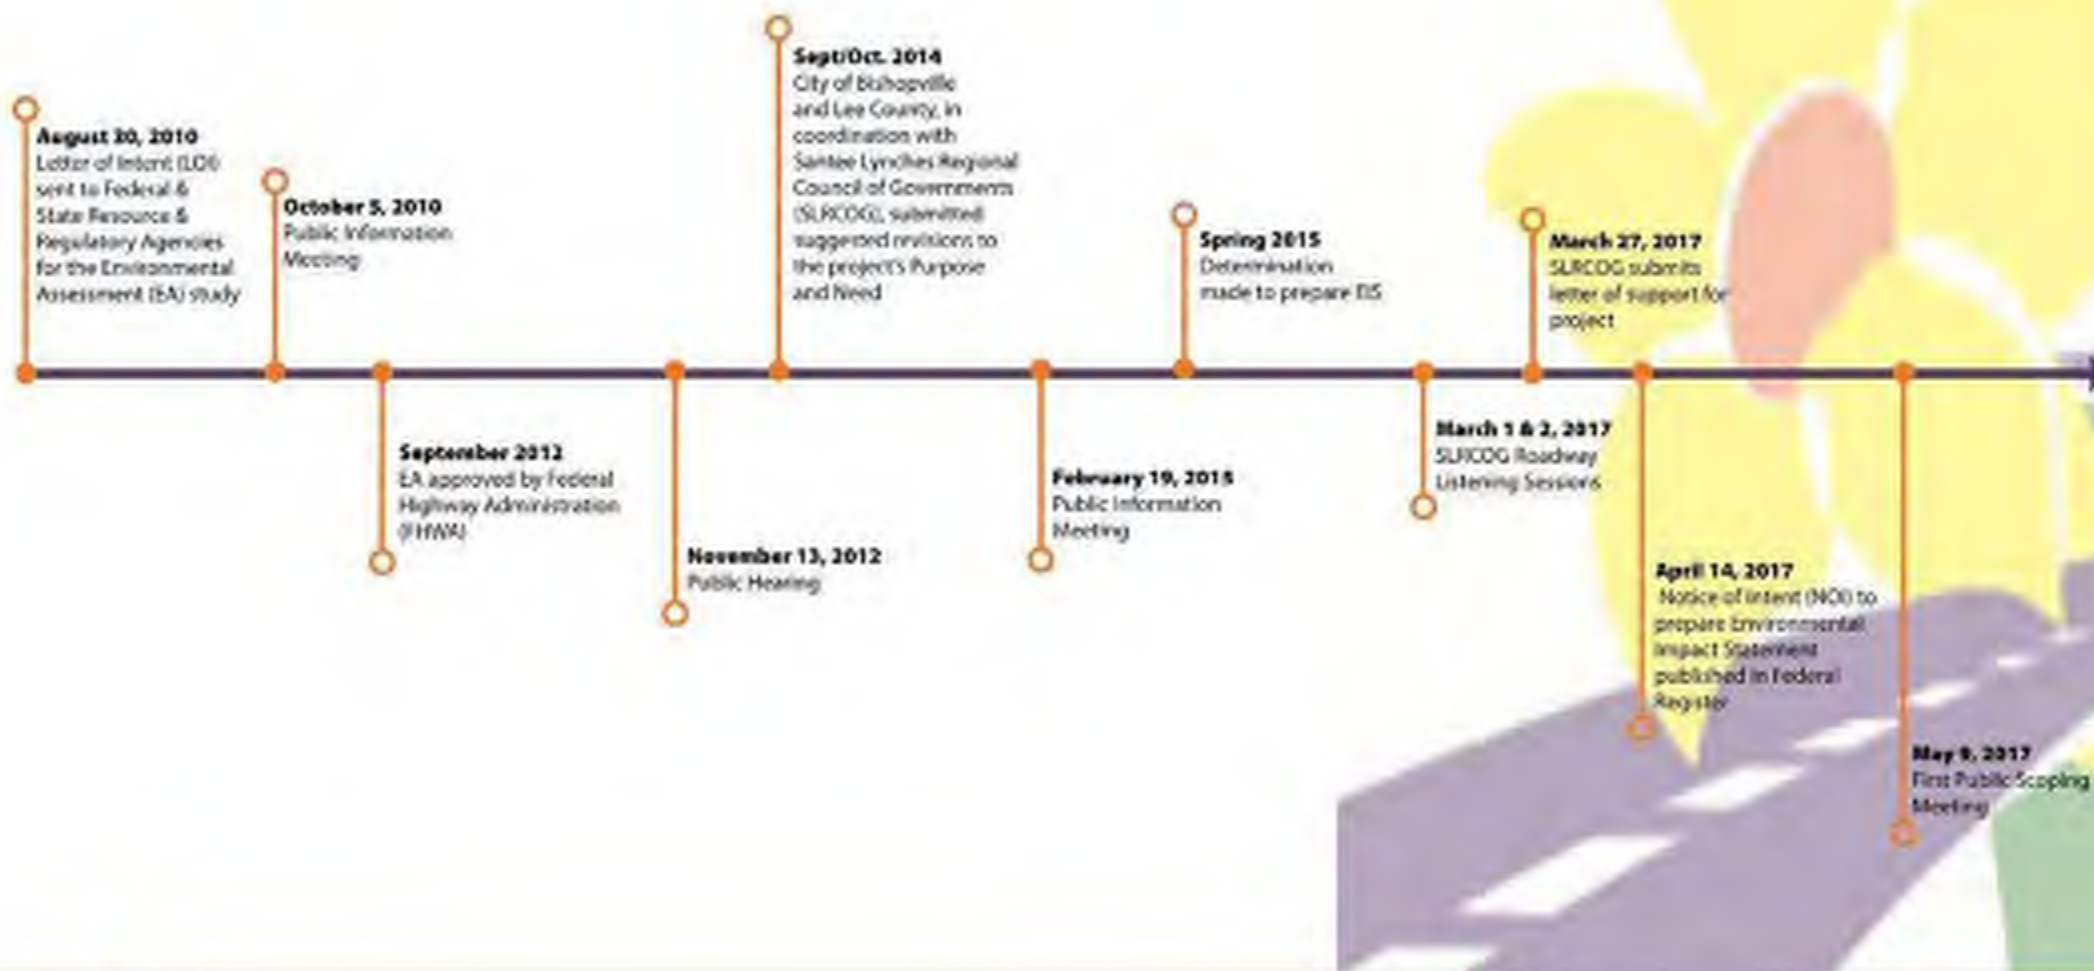 August 30, 2010
Letter of Intent (LOI)
sent to Federal &
State Resource &
Regulatory Agencies
for the Environmental
Assessment (EA) study
October 5, 2010
Public Information
Meeting
September 2012
EA approved by Federal
Highway Administration
(FHWA)
November 13, 2012
Public Hearing
Sept/Oct. 2014
City of Bishopville
and Lee County, in
coordination with
Santee Lynches Regional
Council of Governments
(SLRCOG), submitted
suggested revisions to
the project's Purpose
and Need
February 19, 2015
Public Information
Meeting
Spring 2015
Determination
made to prepare EIS
March 1 & 2, 2017
SLRCOG Roadway
Listening Sessions
March 27, 2017
SLRCOG submits
letter of support for
project
April 14, 2017
Notice of Intent (NOI) to
prepare Environmental
Impact Statement
published in Federal
Register
May 9, 2017
First Public Scoping
Meeting